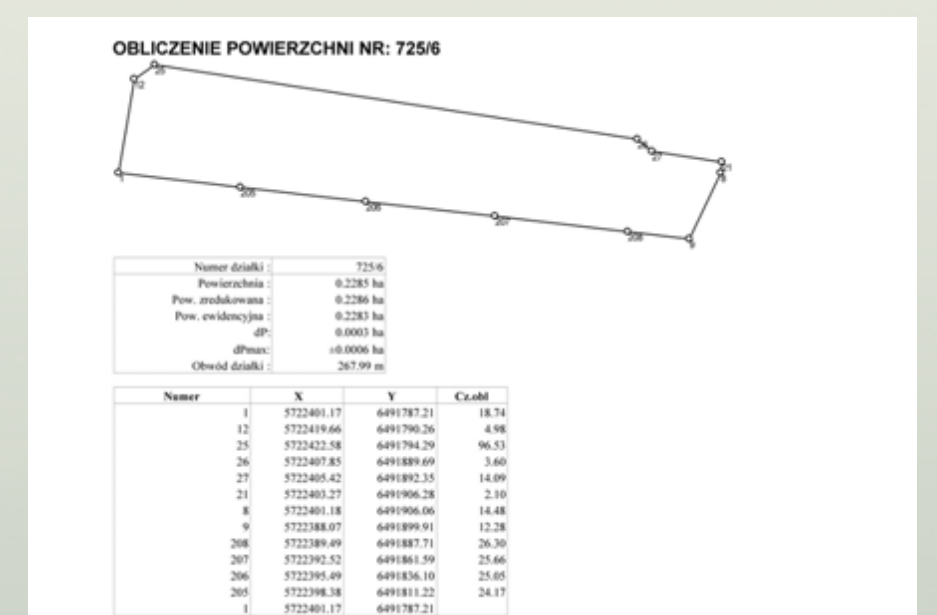 OBLICZENIE POWIERZCHNI NR: 725/6
25
12
26
27
21
8
1
205
206
207
208
9
Numer działki : 725/6
Powierzchnia : 0.2285 ha
Pow. zredukowana : 0.2286 ha
Pow. ewidencyjna : 0.2283 ha
dP: 0.0003 ha
dPmax: ±0.0006 ha
Obwód działki : 267.99 m
Numer X Y Cz.obl
1 5722401.17 6491787.21 18.74
12 5722419.66 6491790.26 4.98
25 5722422.58 6491794.29 96.53
26 5722407.85 6491889.69 3.60
27 5722405.42 6491892.35 14.09
21 5722403.27 6491906.28 2.10
8 5722401.18 6491906.06 14.48
9 5722388.07 6491899.91 12.28
208 5722389.49 6491887.71 26.30
207 5722392.52 6491861.59 25.66
206 5722395.49 6491836.10 25.05
205 5722398.38 6491811.22 24.17
1 5722401.17 6491787.21